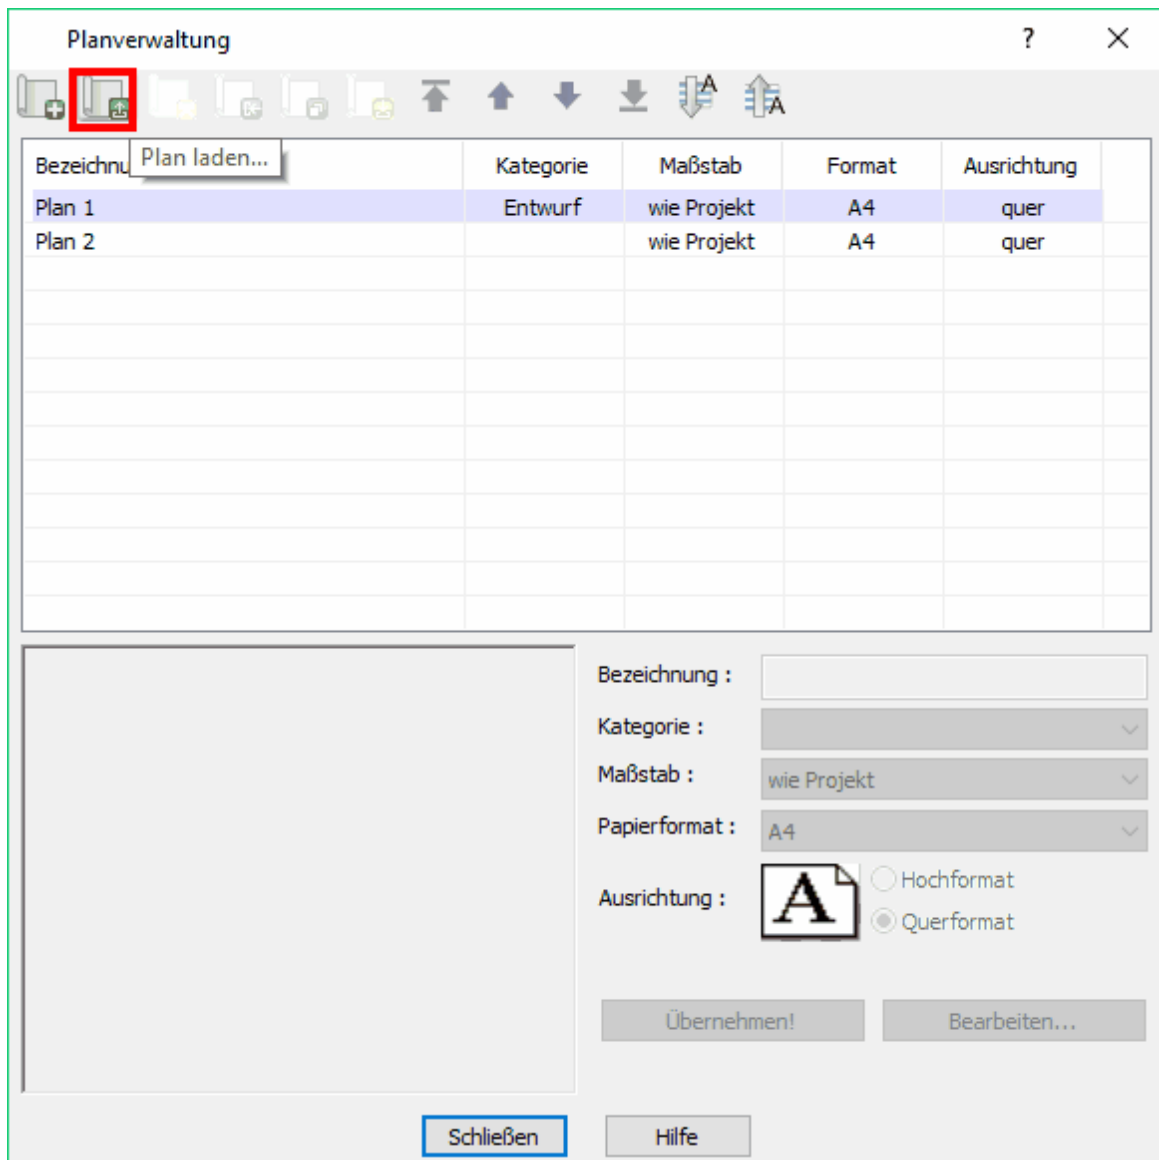 Planverwaltung
?
A A
Plan laden...
Bezeichnu Kategorie Maßstab Format Ausrichtung
Plan 1 Entwurf wie Projekt A4 quer
Plan 2 wie Projekt A4 quer
Bezeichnung :
Kategorie :
Maßstab : wie Projekt
Papierformat : A4
Ausrichtung : A Hochformat
Querformat
Übernehmen! Bearbeiten...
Schließen Hilfe